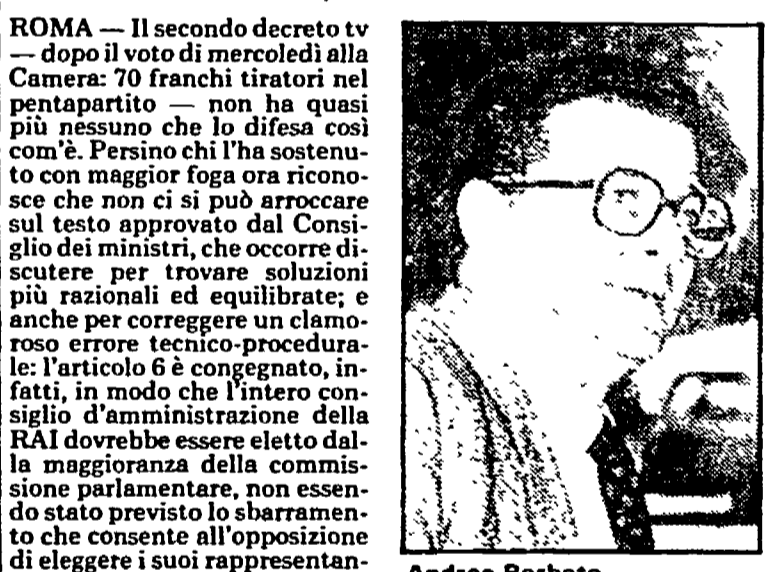 ROMA — Il secondo decreto tv
— dopo il voto di mercoledì alla
Camera: 70 franchi tiratori nel
pentapartito — non ha quasi
più nessuno che lo difesa così
com'è. Persino chi l'ha sostenu-
to con maggior foga ora ricono-
sce che non ci si può arroccare
sul testo approvato dal Consi-
glio dei ministri, che occorre di-
scutere per trovare soluzioni
più razionali ed equilibrate; e
anche per correggere un clamo-
roso errore tecnico-procedura-
le: l'articolo 6 è congegnato, in-
fatti, in modo che l'intero con-
siglio d'amministrazione della
RAI dovrebbe essere eletto dal-
la maggioranza della commis-
sione parlamentare, non essen-
do stato previsto lo sbarramen-
to che consente all'opposizione
di eleggere i suoi rappresentan-
Andrea Barbato